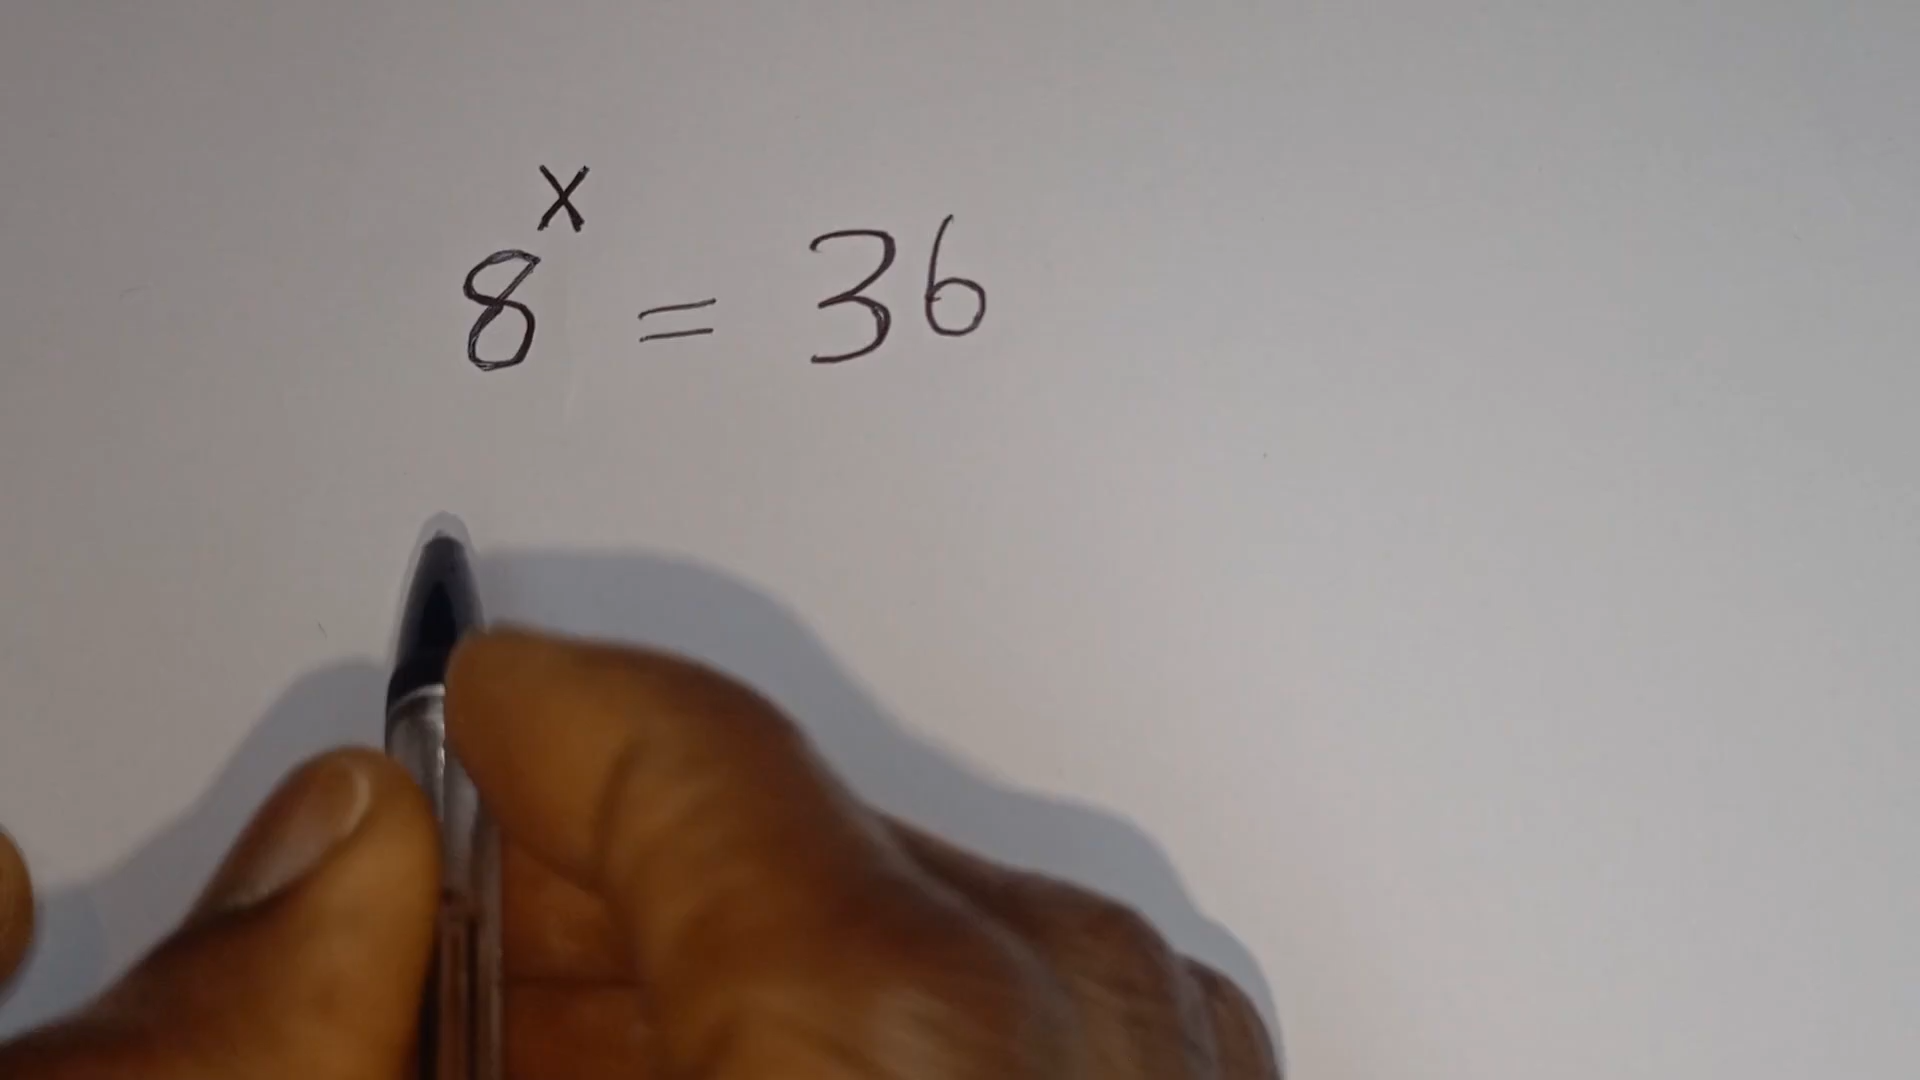 8^x = 36